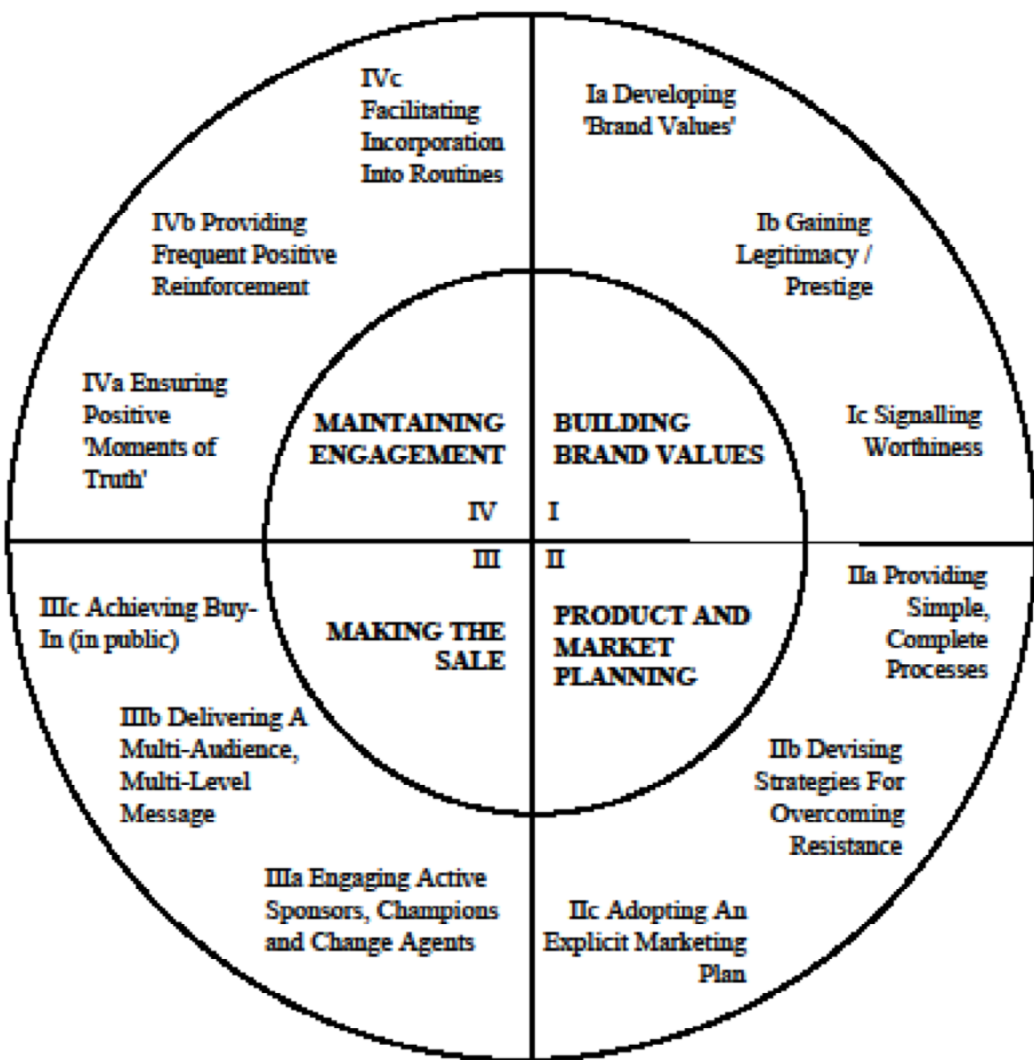 Ia Developing
'Brand Values'
Ib Gaining
Legitimacy /
Prestige
Ic Signalling
Worthiness
BUILDING
BRAND VALUES
I
IIa Providing
Simple,
Complete
Processes
IIb Devising
Strategies For
Overcoming
Resistance
IIc Adopting An
Explicit Marketing
Plan
II
PRODUCT AND
MARKET
PLANNING
IIIa Engaging Active
Sponsors, Champions
and Change Agents
IIIb Delivering A
Multi-Audience,
Multi-Level
Message
IIIc Achieving Buy-
In (in public)
III
MAKING THE
SALE
IVa Ensuring
Positive
'Moments of
Truth'
IVb Providing
Frequent Positive
Reinforcement
IVc
Facilitating
Incorporation
Into Routines
MAINTAINING
ENGAGEMENT
IV